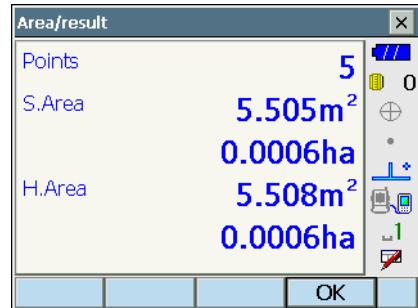 Area/result
Points 5
0
S.Area 5.505m²
0.0006ha
H.Area 5.508m²
0.0006ha
1
OK